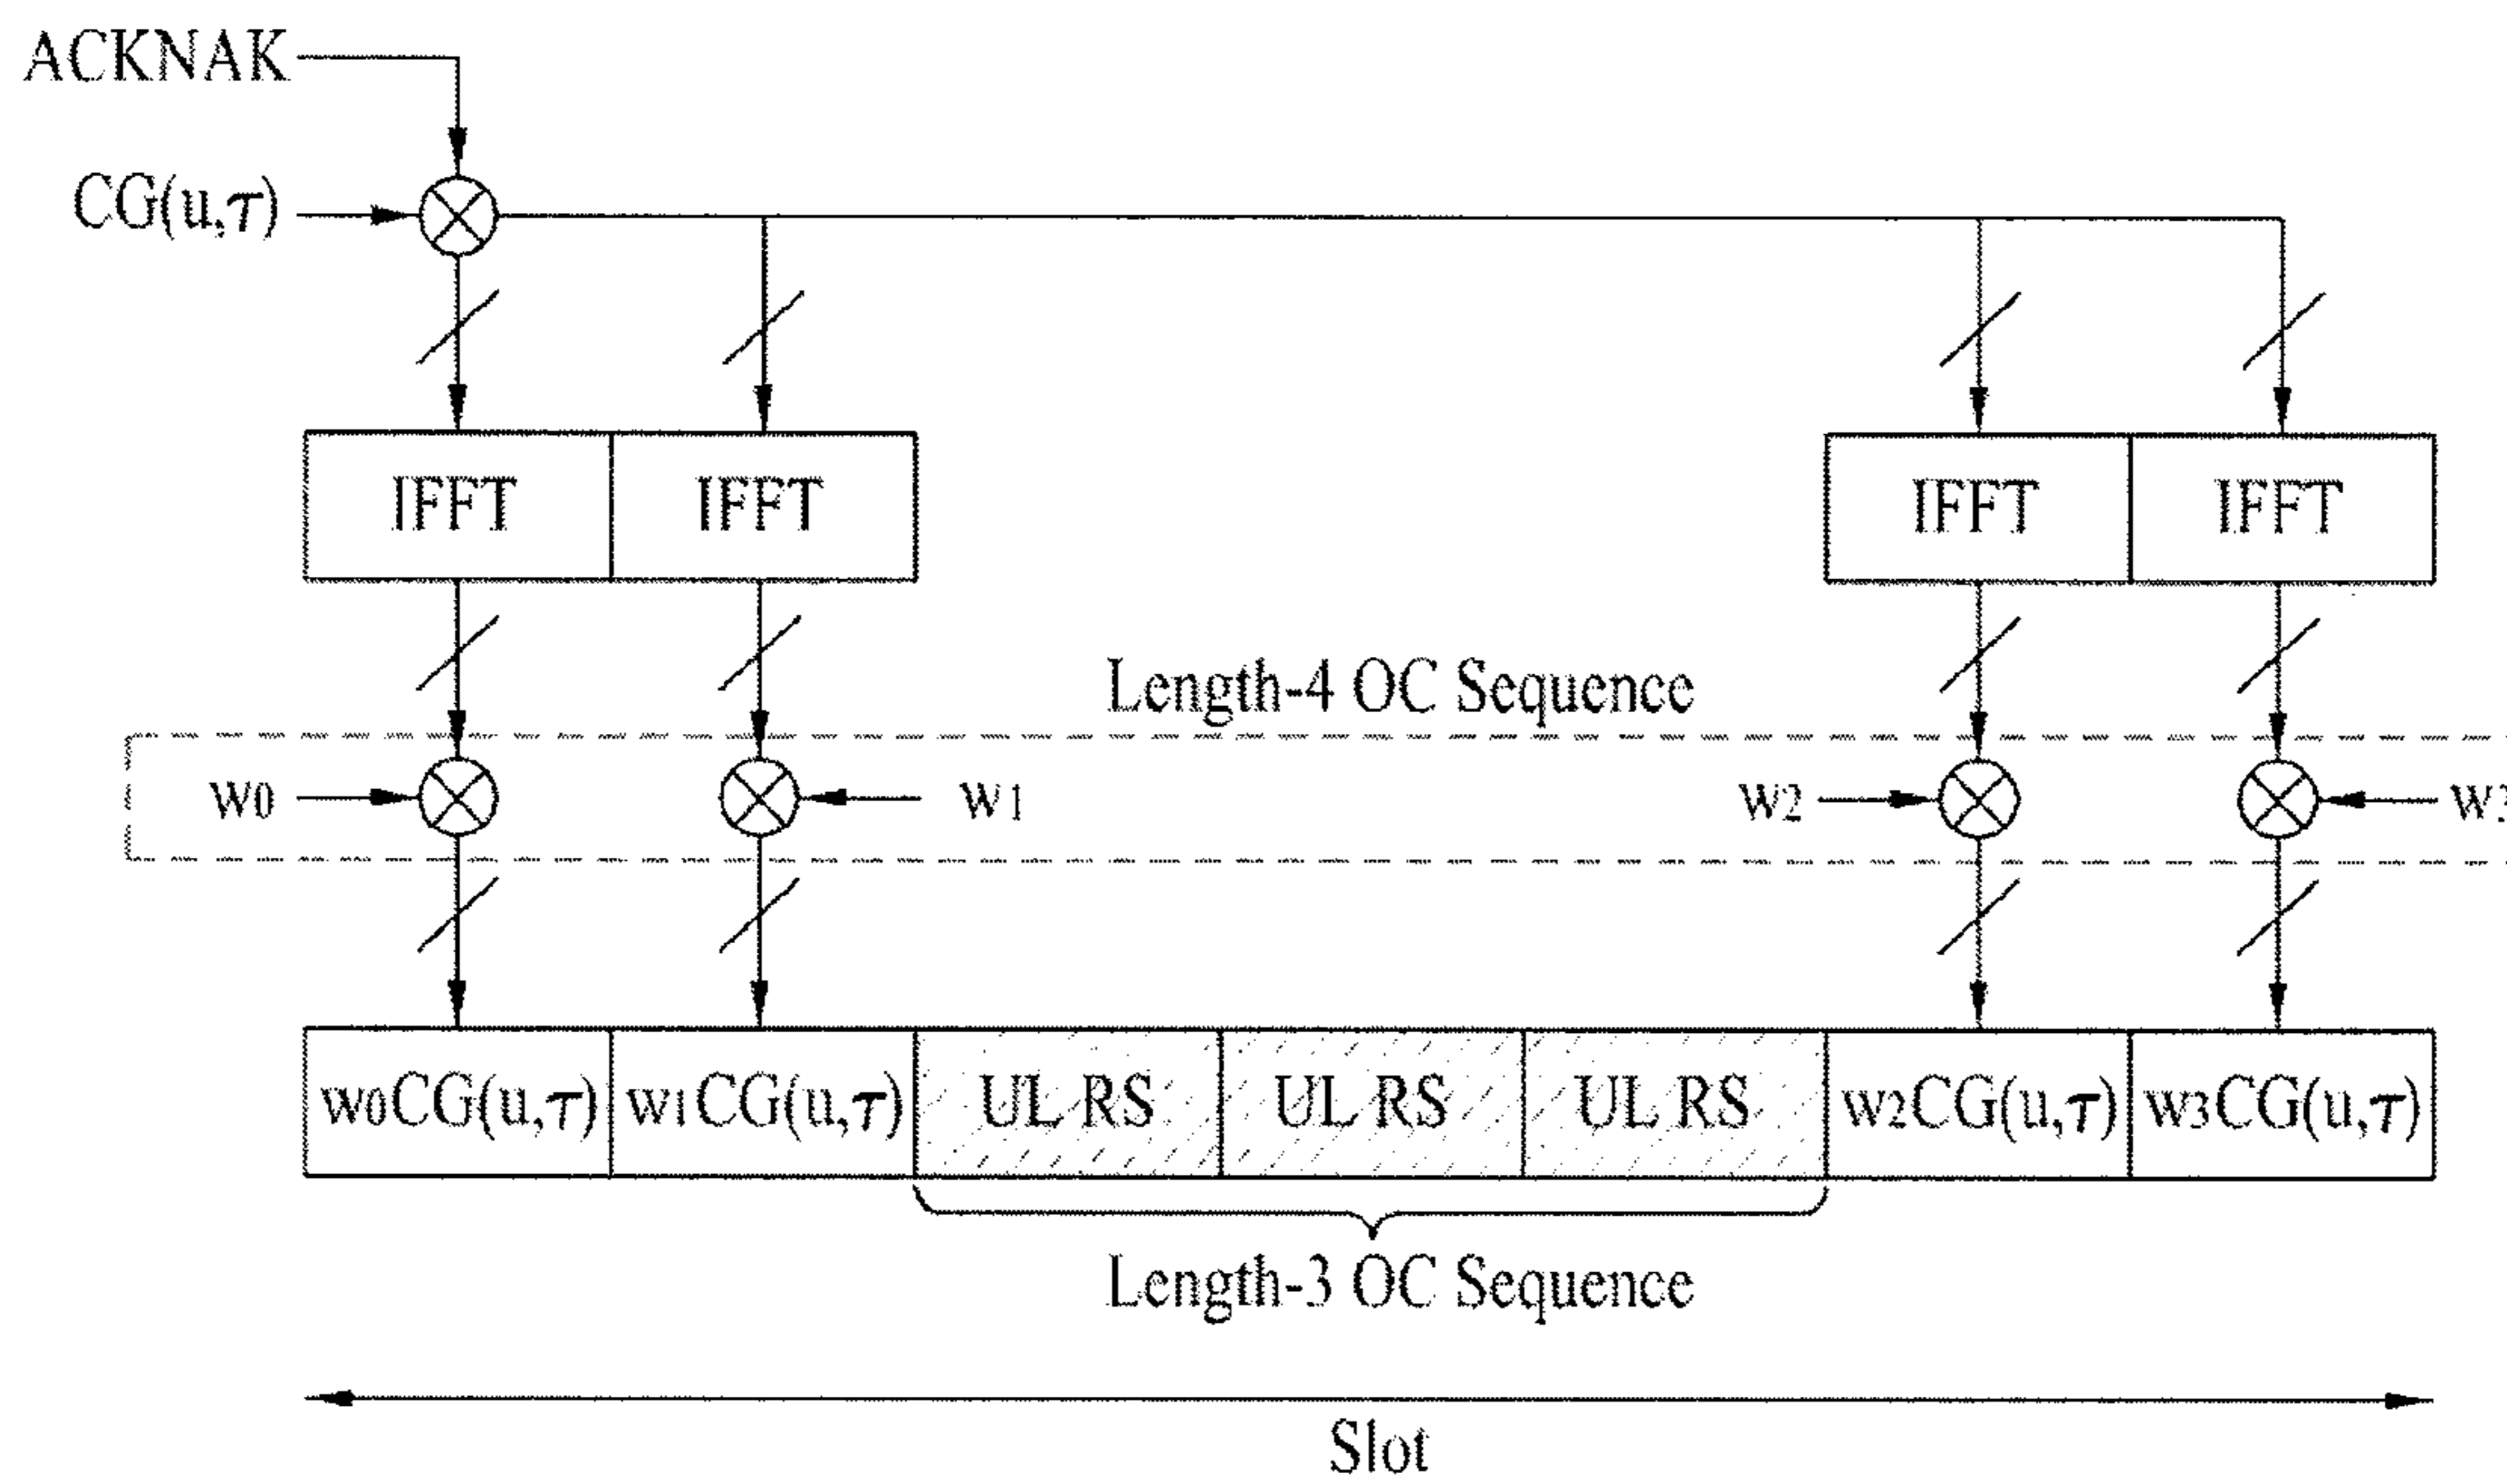 ACKNAK
CG(u,τ)
IFFT IFFT IFFT IFFT
Length-4 OC Sequence
W0 W1 W2
w0CG(u,τ) w1CG(u,τ) UL RS UL RS UL RS w2CG(u,τ) w3CG(u,τ)
Length-3 OC Sequence
Slot